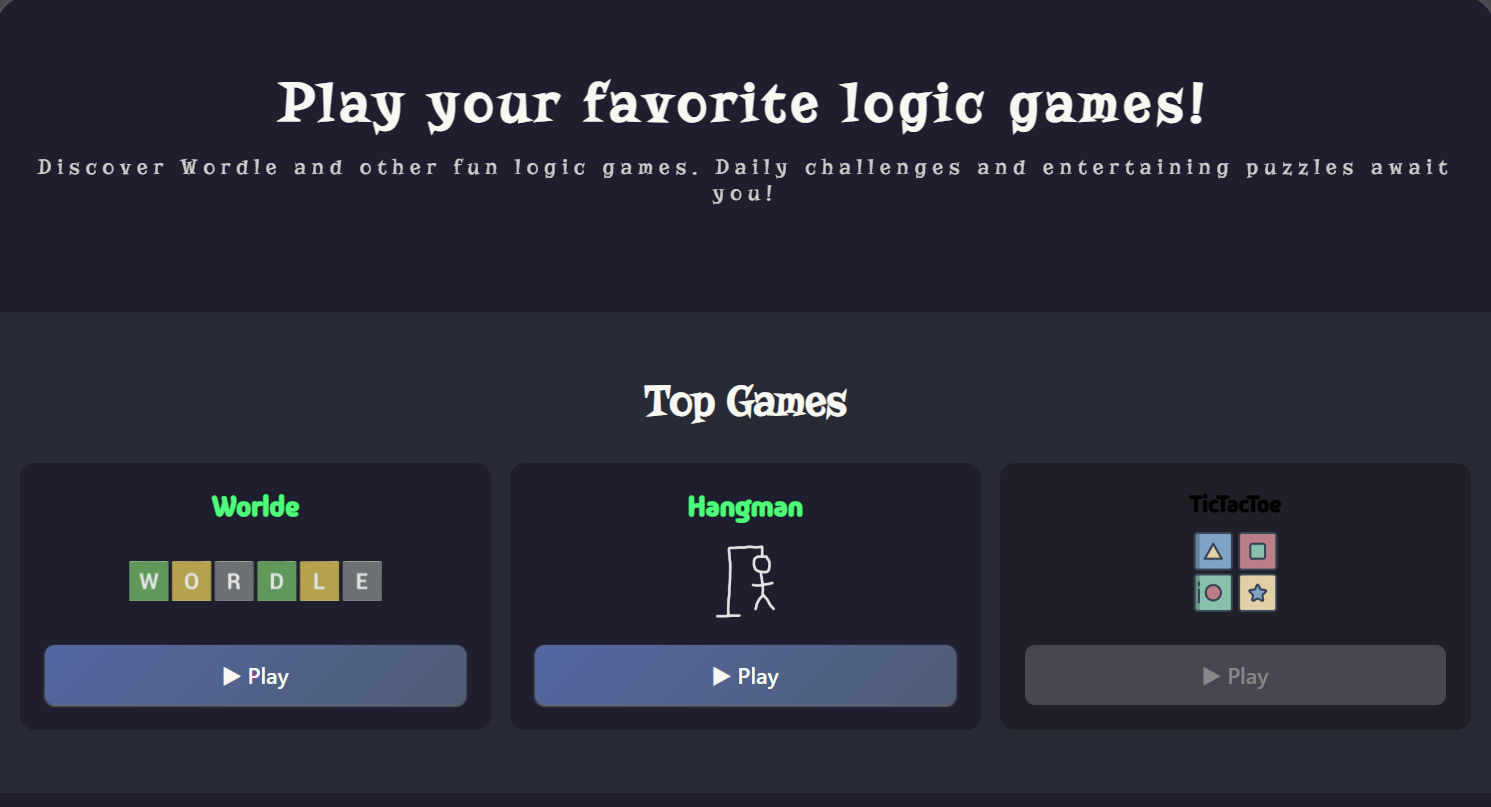 Play your favorite logic games!
Discover Wordle and other fun logic games. Daily challenges and entertaining puzzles await
you!
Top Games
Worlde
WORDLE
▶ Play
Hangman
▶ Play
TicTacToe
▶ Play